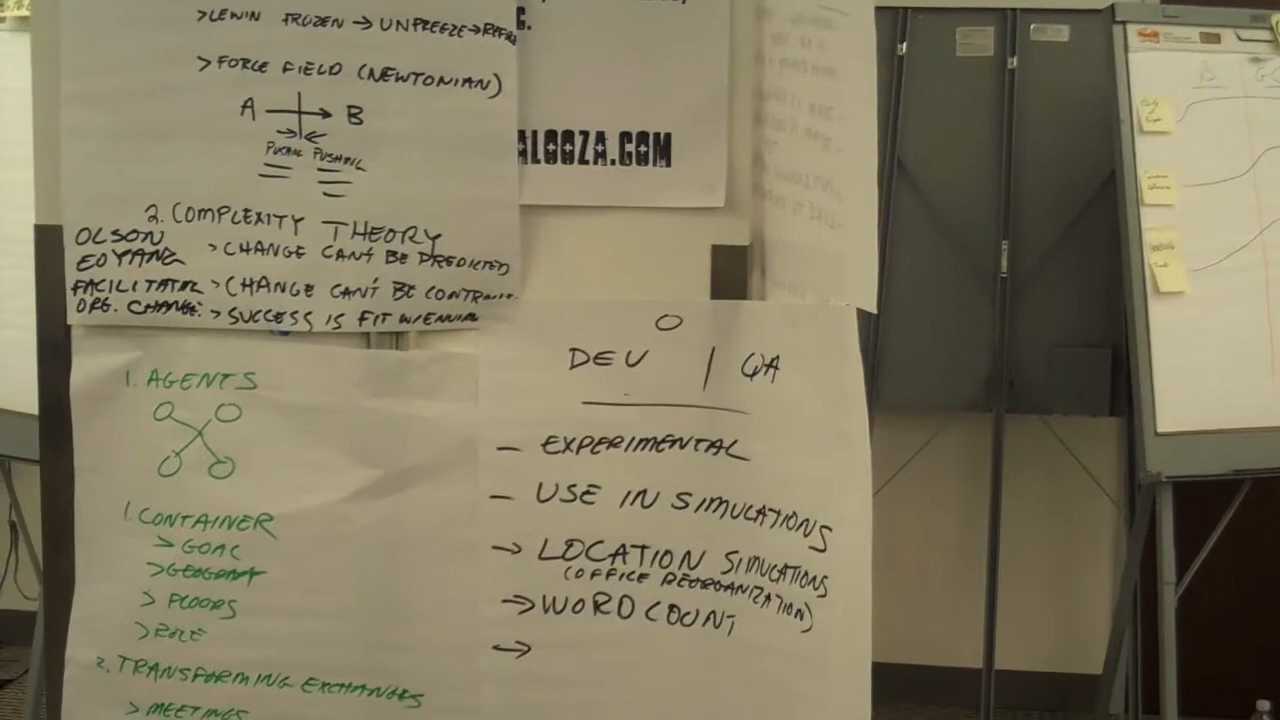 >LEWIN FROZEN → UNFREEZE→REFR
>FORCE FIELD (NEWTONIAN)
A → B
PUSHING PUSHING
2. COMPLEXITY THEORY
OLSON
EOYANG >CHANGE CAN'T BE PREDICTED
FACILITATOR >CHANGE CAN'T BE
ORG. CHANGE: >SUCCESS IS FIT W/
C.
ALOOZA.COM
1. AGENTS
1. CONTAINER
>GOAL
>FLOORS
>ROLE
2. TRANSFORMING EXCHANGES
>MEETINGS
DEV | QA
— EXPERIMENTAL
— USE IN SIMULATIONS
→ LOCATION SIMULATIONS
(OFFICE REORGANIZATION)
→ WORD COUNT
→
B